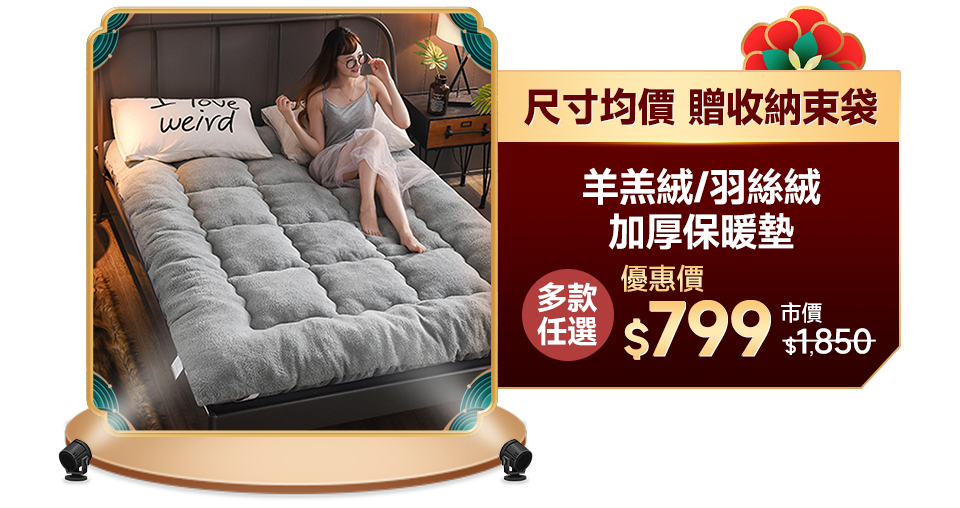 I love
weird
尺寸均價 贈收納束袋
羊羔絨/羽絲絨
加厚保暖墊
多款
任選
優惠價
$799
市價
$1,850